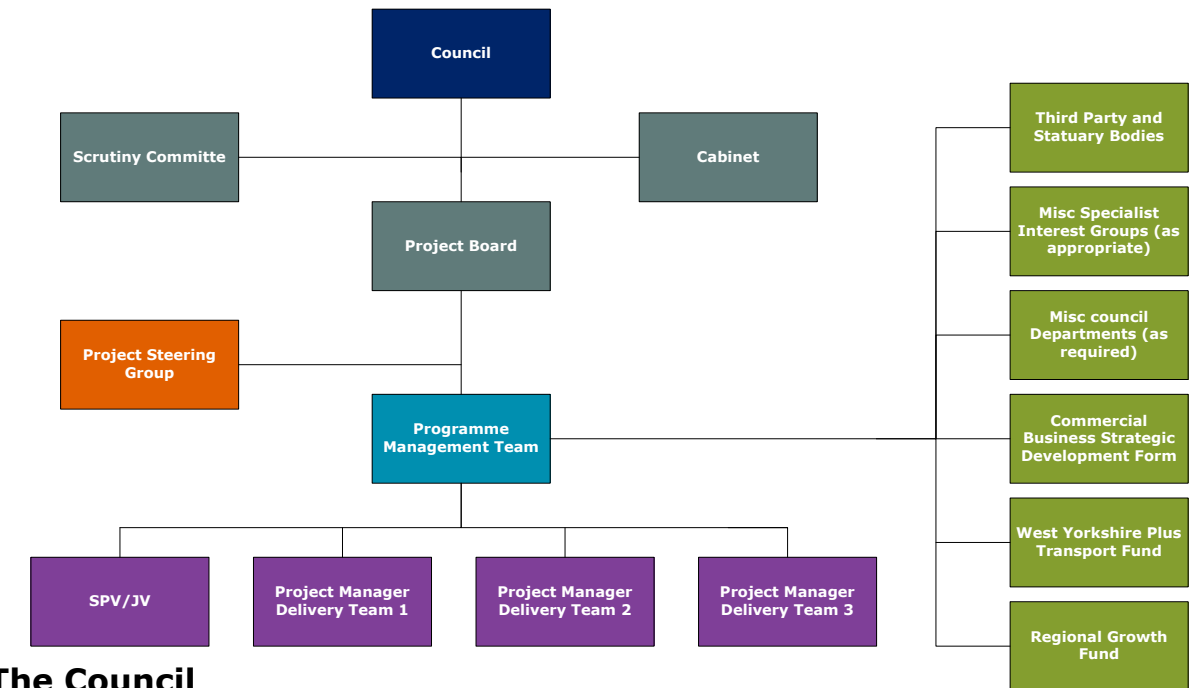 Council
Scrutiny Committe
Cabinet
Project Board
Project Steering
Group
Programme
Management Team
SPV/JV
Project Manager
Delivery Team 1
Project Manager
Delivery Team 2
Project Manager
Delivery Team 3
Third Party and
Statuary Bodies
Misc Specialist
Interest Groups (as
appropriate)
Misc council
Departments (as
required)
Commercial
Business Strategic
Development Form
West Yorkshire Plus
Transport Fund
Regional Growth
Fund
The Council